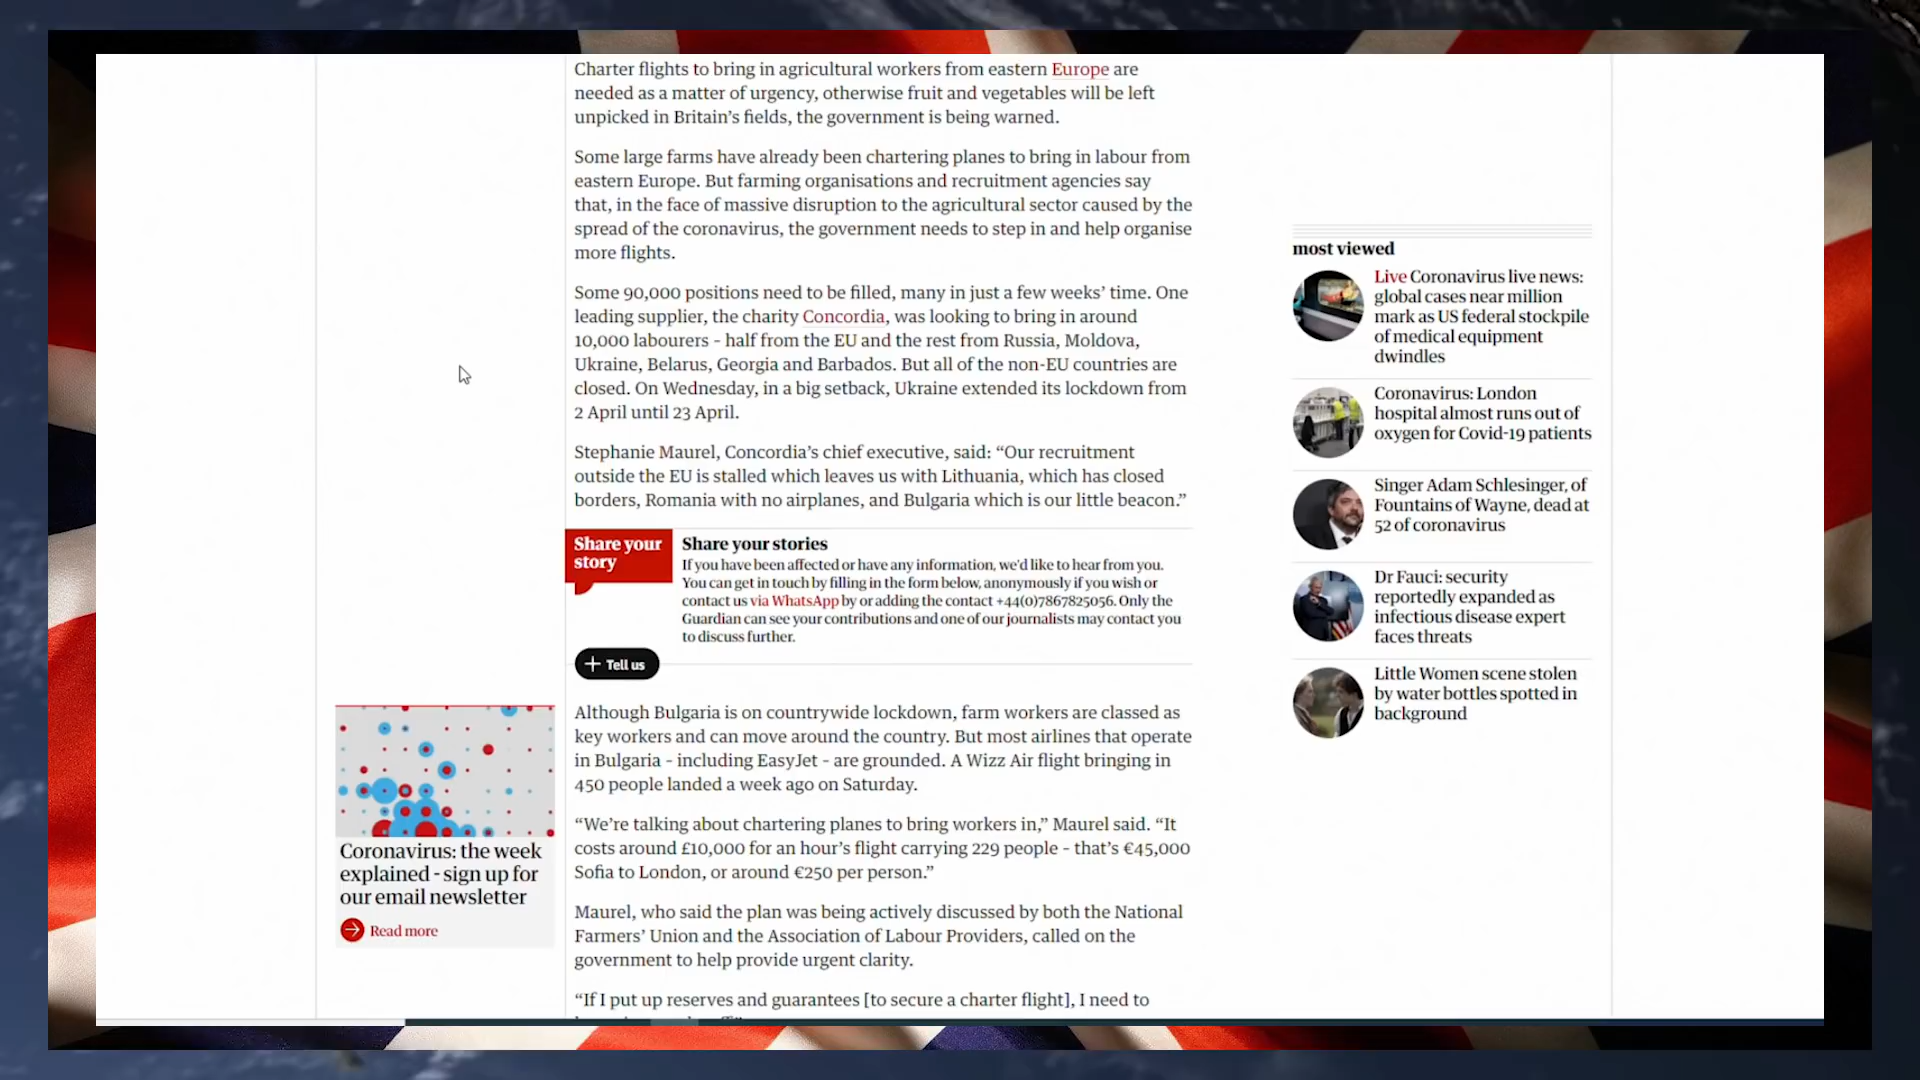 Charter flights to bring in agricultural workers from eastern Europe are
needed as a matter of urgency, otherwise fruit and vegetables will be left
unpicked in Britain’s fields, the government is being warned.
Some large farms have already been chartering planes to bring in labour from
eastern Europe. But farming organisations and recruitment agencies say
that, in the face of massive disruption to the agricultural sector caused by the
spread of the coronavirus, the government needs to step in and help organise
more flights.
Some 90,000 positions need to be filled, many in just a few weeks’ time. One
leading supplier, the charity Concordia, was looking to bring in around
10,000 labourers – half from the EU and the rest from Russia, Moldova,
Ukraine, Belarus, Georgia and Barbados. But all of the non-EU countries are
closed. On Wednesday, in a big setback, Ukraine extended its lockdown from
2 April until 23 April.
Stephanie Maurel, Concordia’s chief executive, said: “Our recruitment
outside the EU is stalled which leaves us with Lithuania, which has closed
borders, Romania with no airplanes, and Bulgaria which is our little beacon.”
Share your
story
Share your stories
If you have been affected or have any information, we'd like to hear from you.
You can get in touch by filling in the form below, anonymously if you wish or
contact us via WhatsApp by or adding the contact +44(0)7867825056. Only the
Guardian can see your contributions and one of our journalists may contact you
to discuss further.
Tell us
Although Bulgaria is on countrywide lockdown, farm workers are classed as
key workers and can move around the country. But most airlines that operate
in Bulgaria – including EasyJet – are grounded. A Wizz Air flight bringing in
450 people landed a week ago on Saturday.
“We’re talking about chartering planes to bring workers in,” Maurel said. “It
costs around £10,000 for an hour’s flight carrying 229 people – that’s €45,000
Sofia to London, or around €250 per person.”
Maurel, who said the plan was being actively discussed by both the National
Farmers’ Union and the Association of Labour Providers, called on the
government to help provide urgent clarity.
“If I put up reserves and guarantees [to secure a charter flight], I need to
Coronavirus: the week
explained - sign up for
our email newsletter
Read more
most viewed
Live Coronavirus live news:
global cases near million
mark as US federal stockpile
of medical equipment
dwindles
Coronavirus: London
hospital almost runs out of
oxygen for Covid-19 patients
Singer Adam Schlesinger, of
Fountains of Wayne, dead at
52 of coronavirus
Dr Fauci: security
reportedly expanded as
infectious disease expert
faces threats
Little Women scene stolen
by water bottles spotted in
background